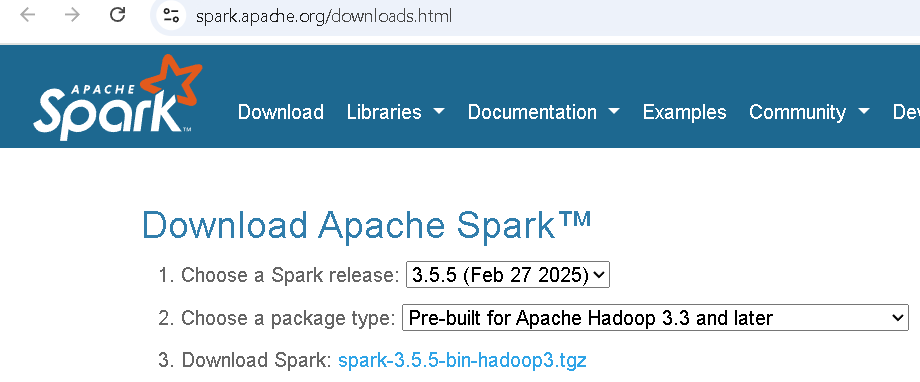 spark.apache.org/downloads.html
APACHE
Spark™
Download Libraries Documentation Examples Community
Download Apache Spark™
1. Choose a Spark release: 3.5.5 (Feb 27 2025)
2. Choose a package type: Pre-built for Apache Hadoop 3.3 and later
3. Download Spark: spark-3.5.5-bin-hadoop3.tgz